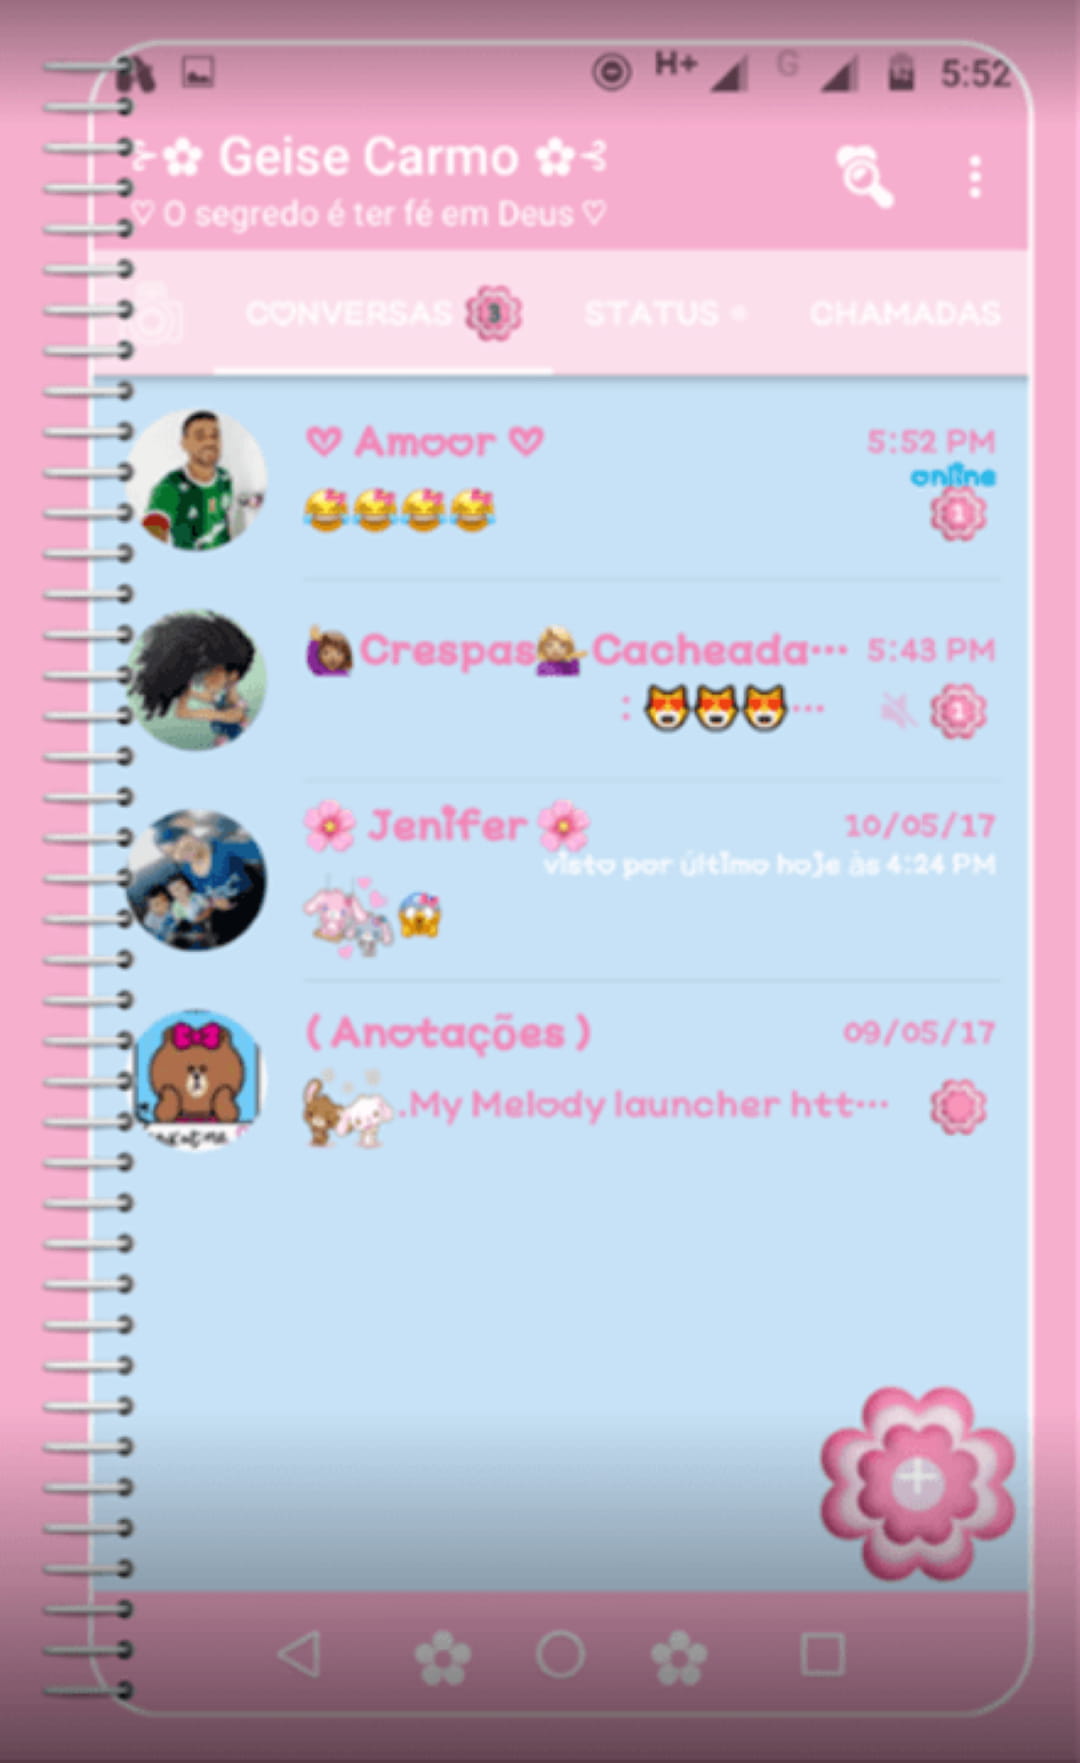 H+ G 5:52
Geise Carmo
♡ O segredo é ter fé em Deus ♡
CONVERSAS 3 STATUS CHAMADAS
♡ Amoor ♡ 5:52 PM
online
1
Crespas Cacheada... 5:43 PM
: ... 1
Jenifer 10/05/17
visto por último hoje às 4:24 PM
( Anotações ) 09/05/17
.My Melody launcher htt...